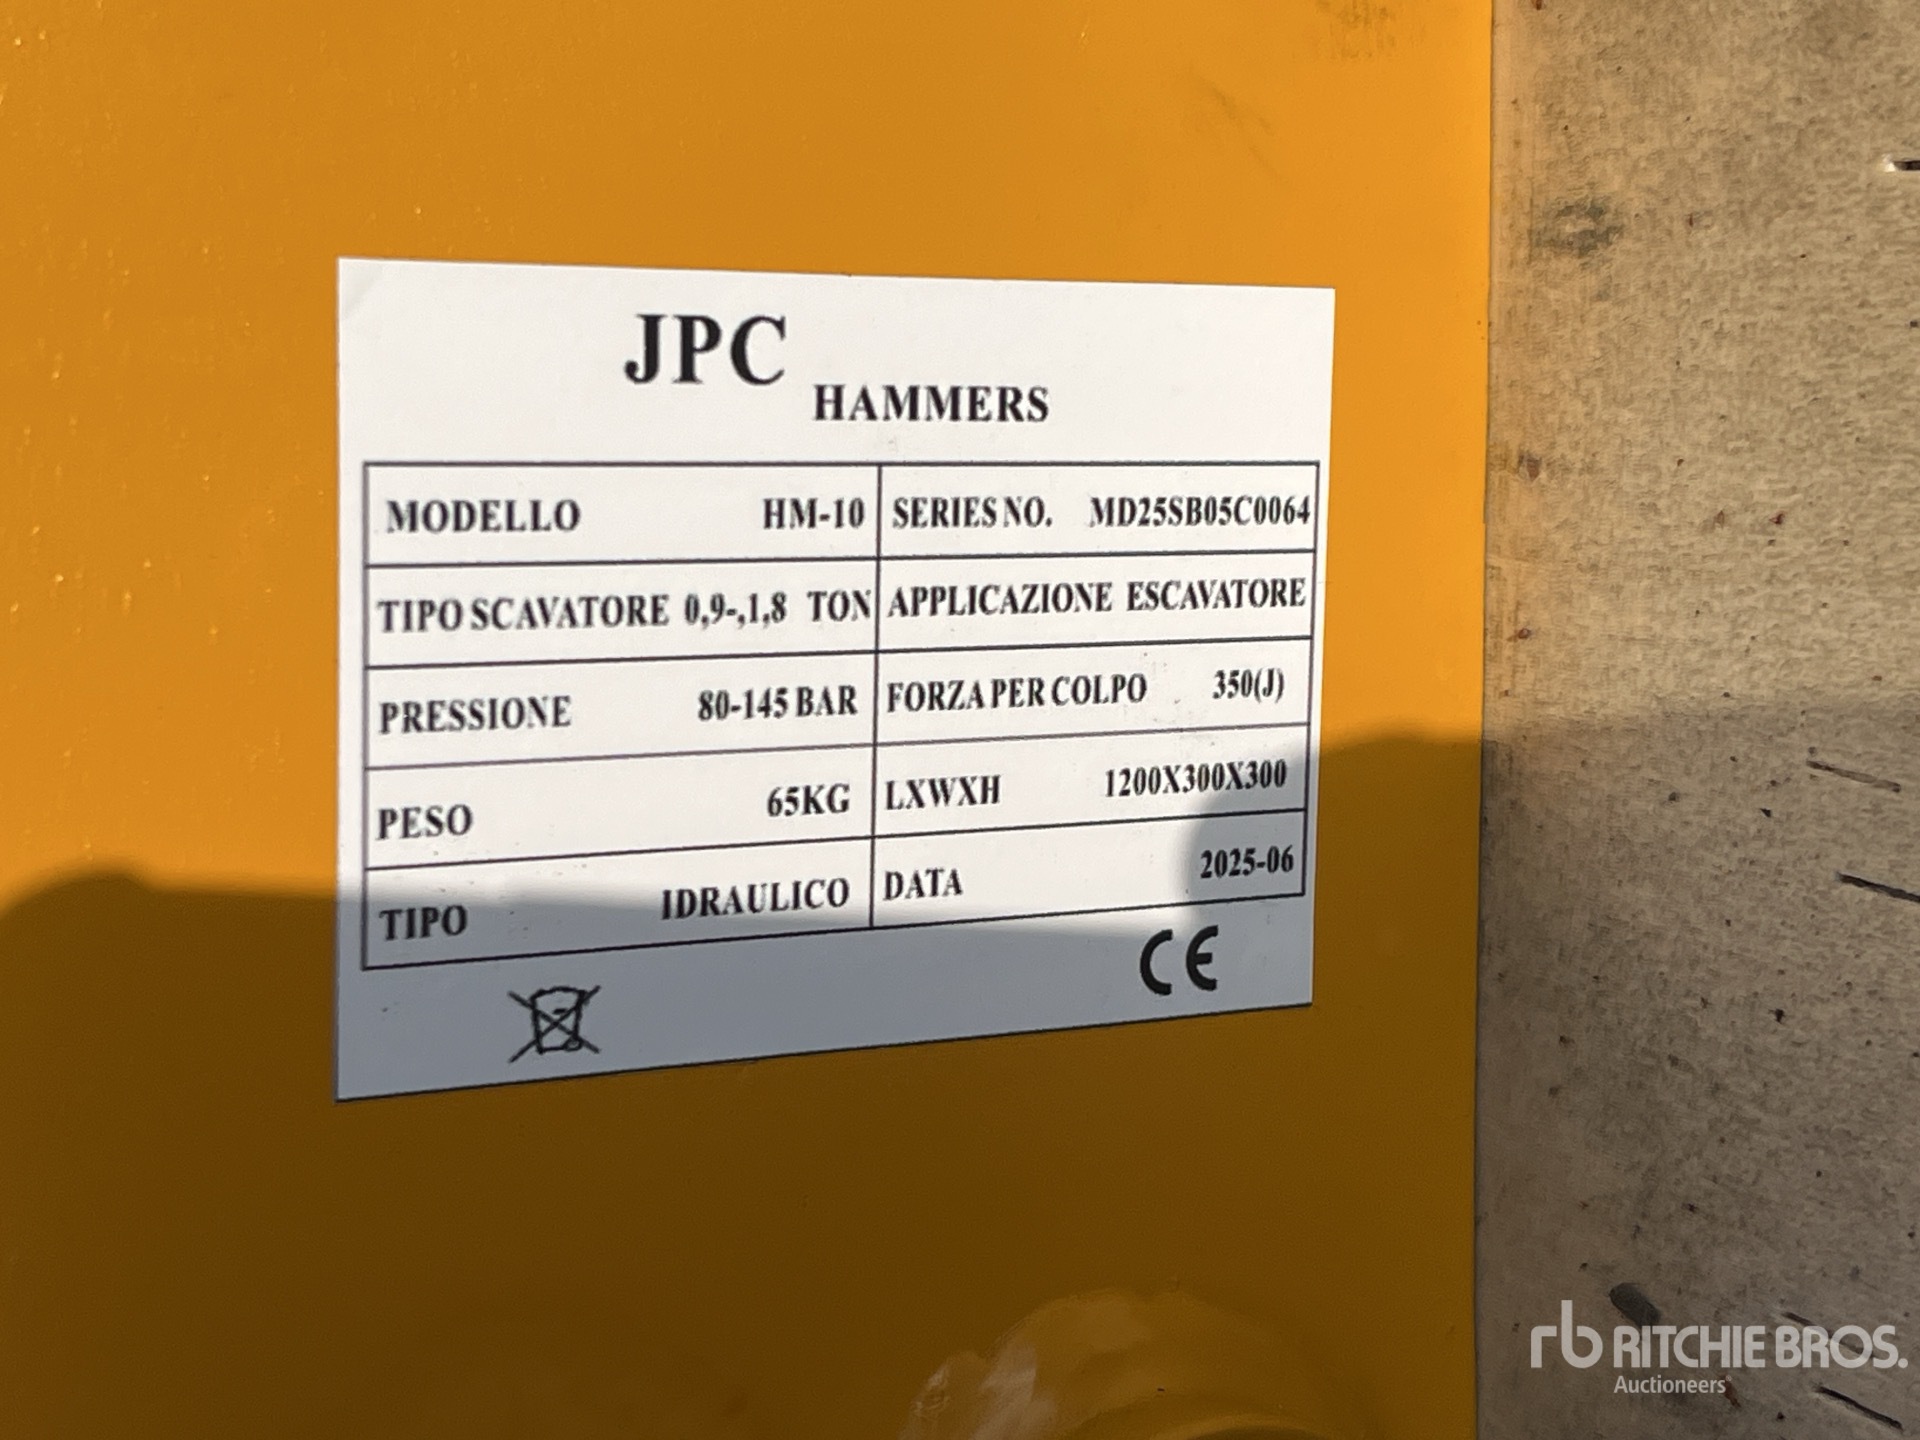 JPC HAMMERS
MODELLO HM-10 SERIES NO. MD25SB05C0064
TIPO SCAVATORE 0,9-,1,8 TON APPLICAZIONE ESCAVATORE
PRESSIONE 80-145 BAR FORZA PER COLPO 350(J)
PESO 65KG LXWXH 1200X300X300
TIPO IDRAULICO DATA 2025-06
CE
rb RITCHIE BROS.
Auctioneers